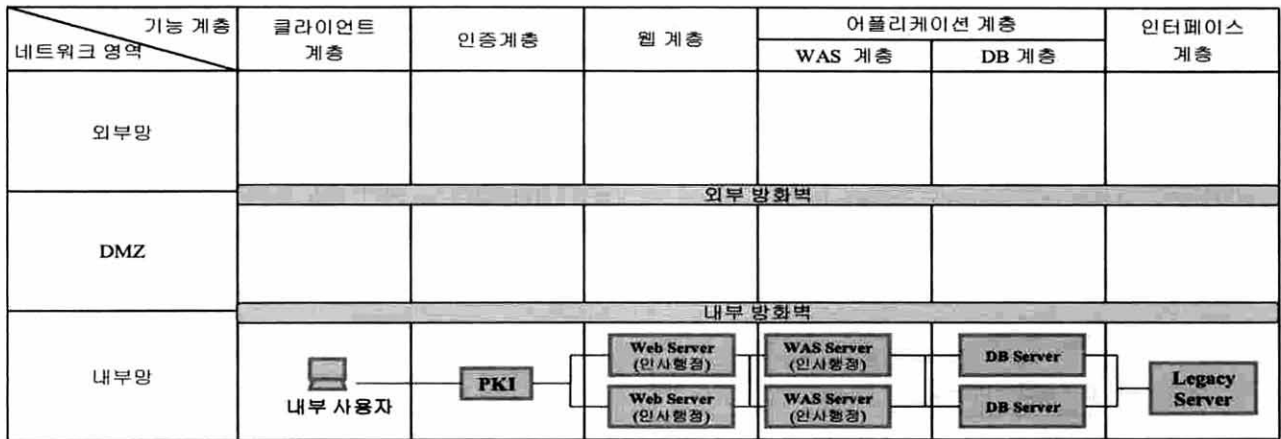 기능 계층
네트워크 영역
클라이언트
계층
인증계층
웹 계층
어플리케이션 계층
WAS 계층
DB 계층
인터페이스
계층
외부망
외부 방화벽
DMZ
내부 방화벽
내부망
내부 사용자
PKI
Web Server
(인사행정)
Web Server
(인사행정)
WAS Server
(인사행정)
WAS Server
(인사행정)
DB Server
DB Server
Legacy
Server